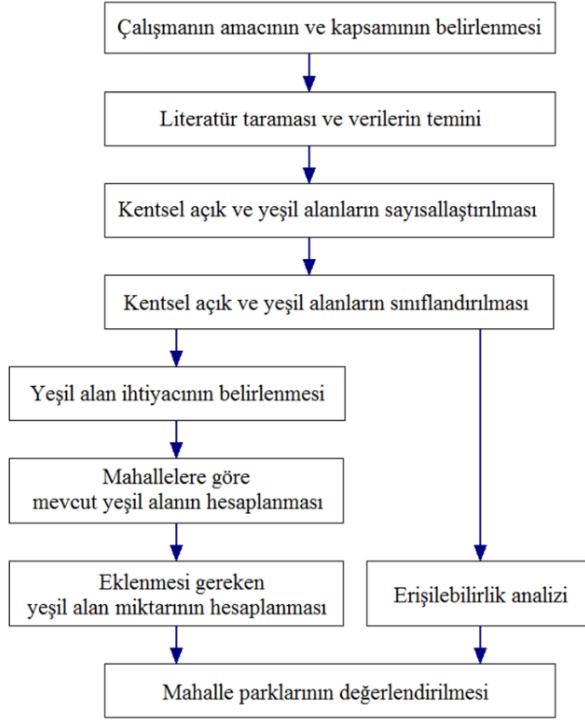 Çalışmanın amacının ve kapsamının belirlenmesi
Literatür taraması ve verilerin temini
Kentsel açık ve yeşil alanların sayısallaştırılması
Kentsel açık ve yeşil alanların sınıflandırılması
Yeşil alan ihtiyacının belirlenmesi
Mahallelere göre
mevcut yeşil alanın hesaplanması
Eklenmesi gereken
yeşil alan miktarının hesaplanması
Erişilebilirlik analizi
Mahalle parklarının değerlendirilmesi